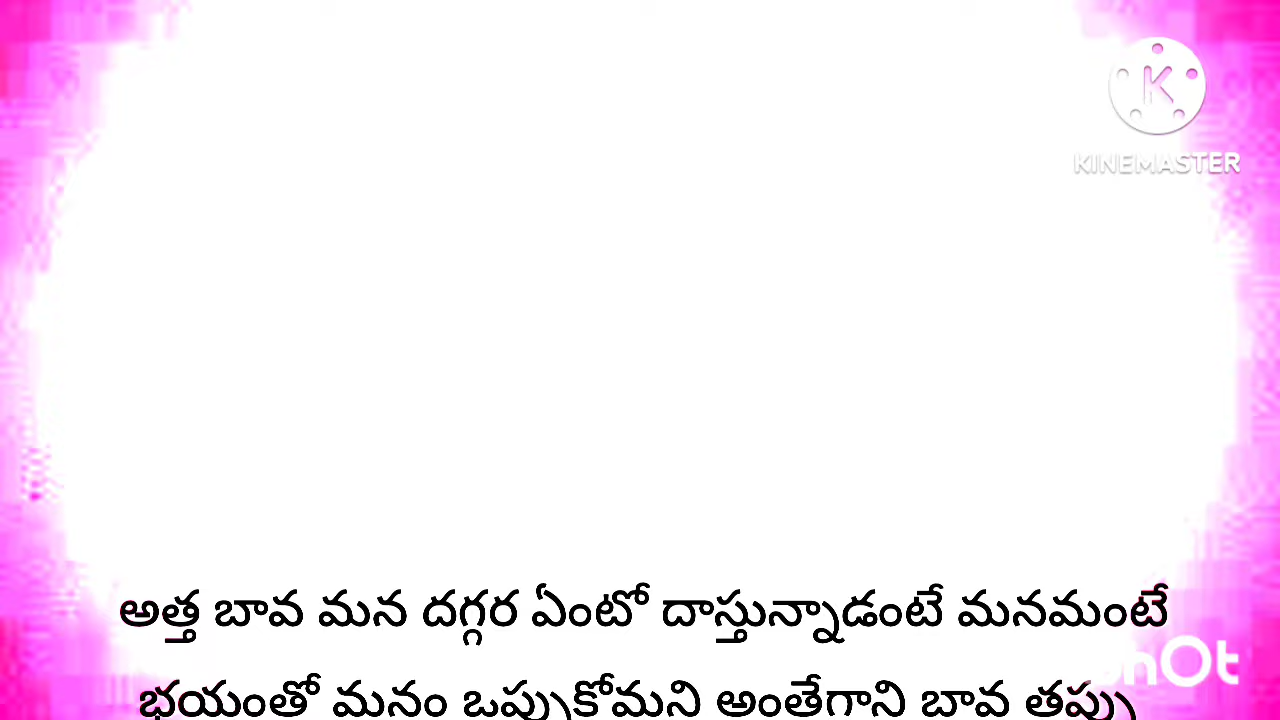 KINEMASTER
అత్త బావ మన దగ్గర ఏంటో దాస్తున్నాడంటే మనమంటే
భయంతో మనం ఒప్పుకోమని అంతేగాని బావ తప్పు